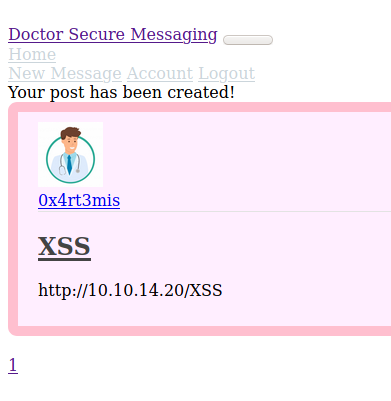 Doctor Secure Messaging
Home
New Message Account Logout
Your post has been created!
0x4rt3mis
XSS
http://10.10.14.20/XSS
1